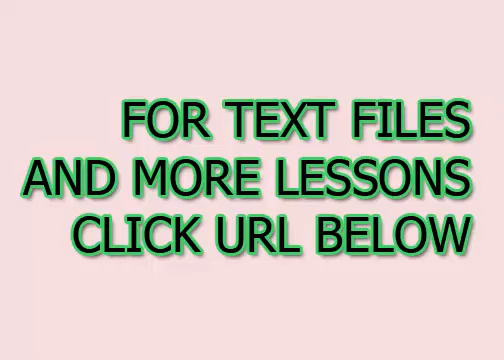 FOR TEXT FILES
AND MORE LESSONS
CLICK URL BELOW